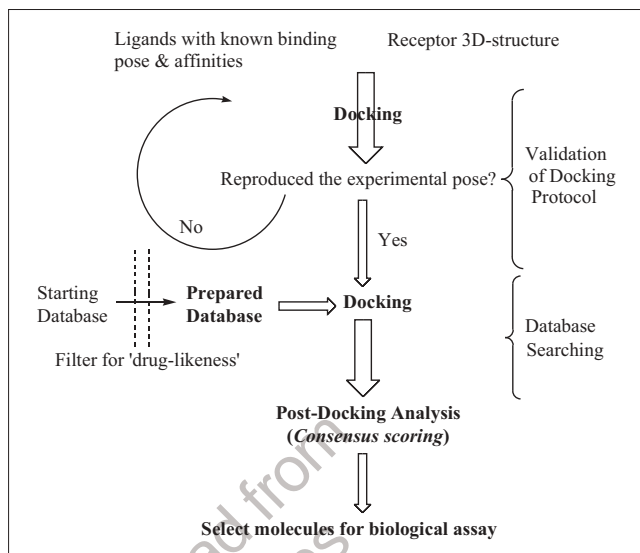 Ligands with known binding
pose & affinities
Receptor 3D-structure
Docking
Reproduced the experimental pose?
Validation
of Docking
Protocol
No
Yes
Starting
Database
Prepared
Database
Docking
Filter for 'drug-likeness'
Database
Searching
Post-Docking Analysis
(Consensus scoring)
Select molecules for biological assay
ad from